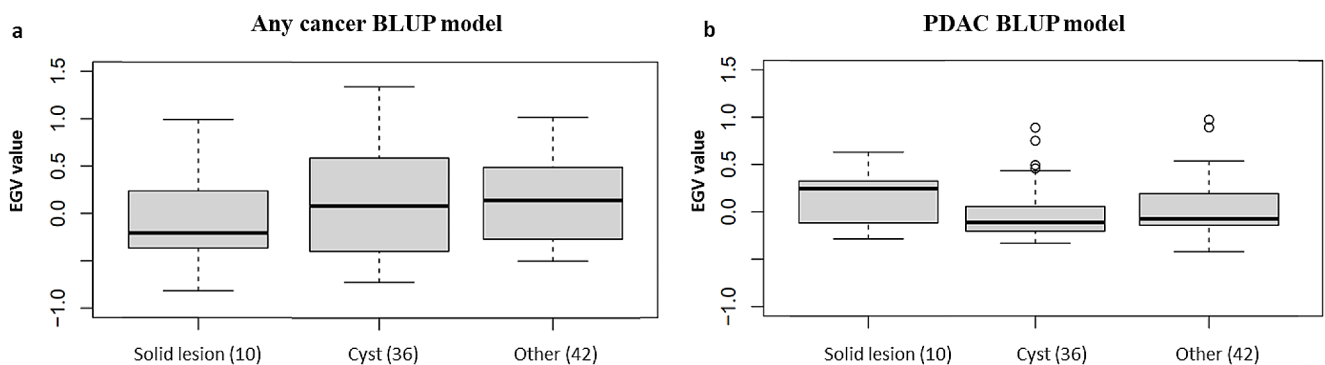 a
Any cancer BLUP model
EGV value
1.5
1.0
0.5
0.0
−1.0
Solid lesion (10)
Cyst (36)
Other (42)
b
PDAC BLUP model
EGV value
1.5
1.0
0.5
0.0
−1.0
Solid lesion (10)
Cyst (36)
Other (42)